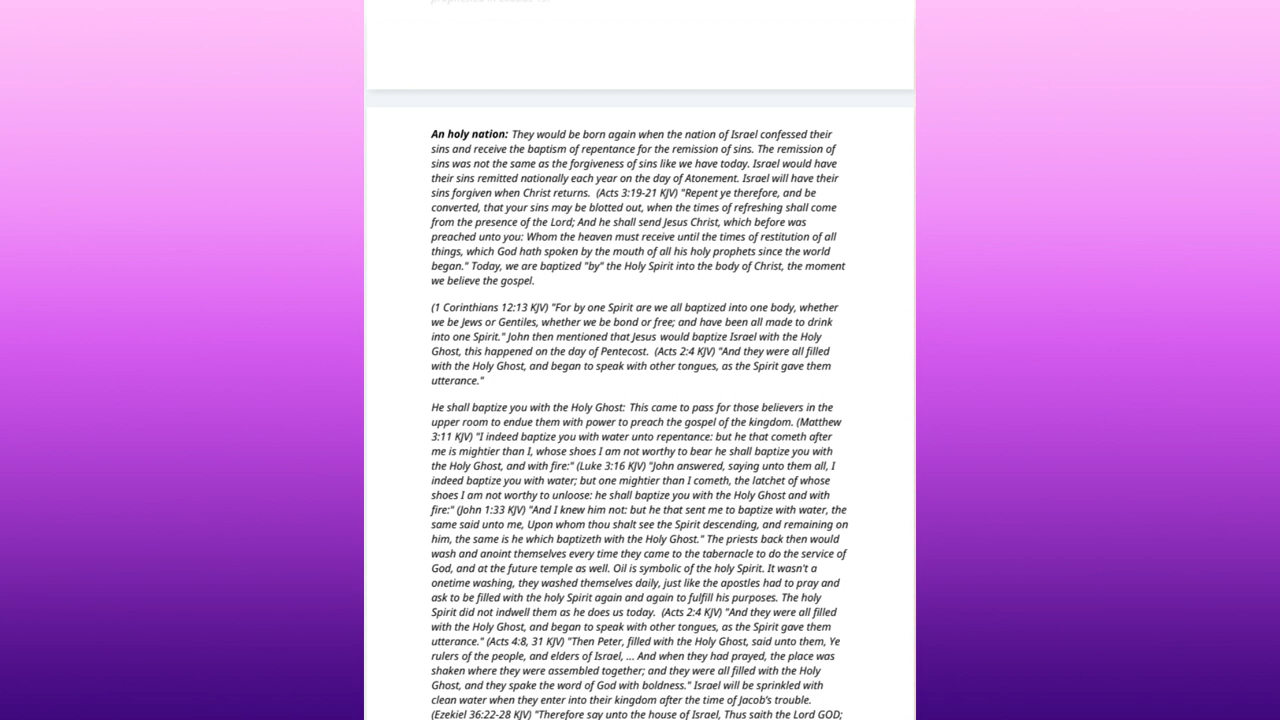 An holy nation: They would be born again when the nation of Israel confessed their
sins and receive the baptism of repentance for the remission of sins. The remission of
sins was not the same as the forgiveness of sins like we have today. Israel would have
their sins remitted nationally each year on the day of Atonement. Israel will have their
sins forgiven when Christ returns.  (Acts 3:19-21 KJV) "Repent ye therefore, and be
converted, that your sins may be blotted out, when the times of refreshing shall come
from the presence of the Lord; And he shall send Jesus Christ, which before was
preached unto you: Whom the heaven must receive until the times of restitution of all
things, which God hath spoken by the mouth of all his holy prophets since the world
began." Today, we are baptized "by" the Holy Spirit into the body of Christ, the moment
we believe the gospel.
(1 Corinthians 12:13 KJV) "For by one Spirit are we all baptized into one body, whether
we be Jews or Gentiles, whether we be bond or free; and have been all made to drink
into one Spirit." John then mentioned that Jesus would baptize Israel with the Holy
Ghost, this happened on the day of Pentecost.  (Acts 2:4 KJV) "And they were all filled
with the Holy Ghost, and began to speak with other tongues, as the Spirit gave them
utterance."
He shall baptize you with the Holy Ghost: This came to pass for those believers in the
upper room to endue them with power to preach the gospel of the kingdom. (Matthew
3:11 KJV) "I indeed baptize you with water unto repentance: but he that cometh after
me is mightier than I, whose shoes I am not worthy to bear he shall baptize you with
the Holy Ghost, and with fire:" (Luke 3:16 KJV) "John answered, saying unto them all, I
indeed baptize you with water; but one mightier than I cometh, the latchet of whose
shoes I am not worthy to unloose: he shall baptize you with the Holy Ghost and with
fire:" (John 1:33 KJV) "And I knew him not: but he that sent me to baptize with water, the
same said unto me, Upon whom thou shalt see the Spirit descending, and remaining on
him, the same is he which baptizeth with the Holy Ghost." The priests back then would
wash and anoint themselves every time they came to the tabernacle to do the service of
God, and at the future temple as well. Oil is symbolic of the holy Spirit. It wasn't a
onetime washing, they washed themselves daily, just like the apostles had to pray and
ask to be filled with the holy Spirit again and again to fulfill his purposes. The holy
Spirit did not indwell them as he does us today.  (Acts 2:4 KJV) "And they were all filled
with the Holy Ghost, and began to speak with other tongues, as the Spirit gave them
utterance." (Acts 4:8, 31 KJV) "Then Peter, filled with the Holy Ghost, said unto them, Ye
rulers of the people, and elders of Israel, ... And when they had prayed, the place was
shaken where they were assembled together; and they were all filled with the Holy
Ghost, and they spake the word of God with boldness." Israel will be sprinkled with
clean water when they enter into their kingdom after the time of Jacob's trouble.
(Ezekiel 36:22-28 KJV) "Therefore say unto the house of Israel, Thus saith the Lord GOD;